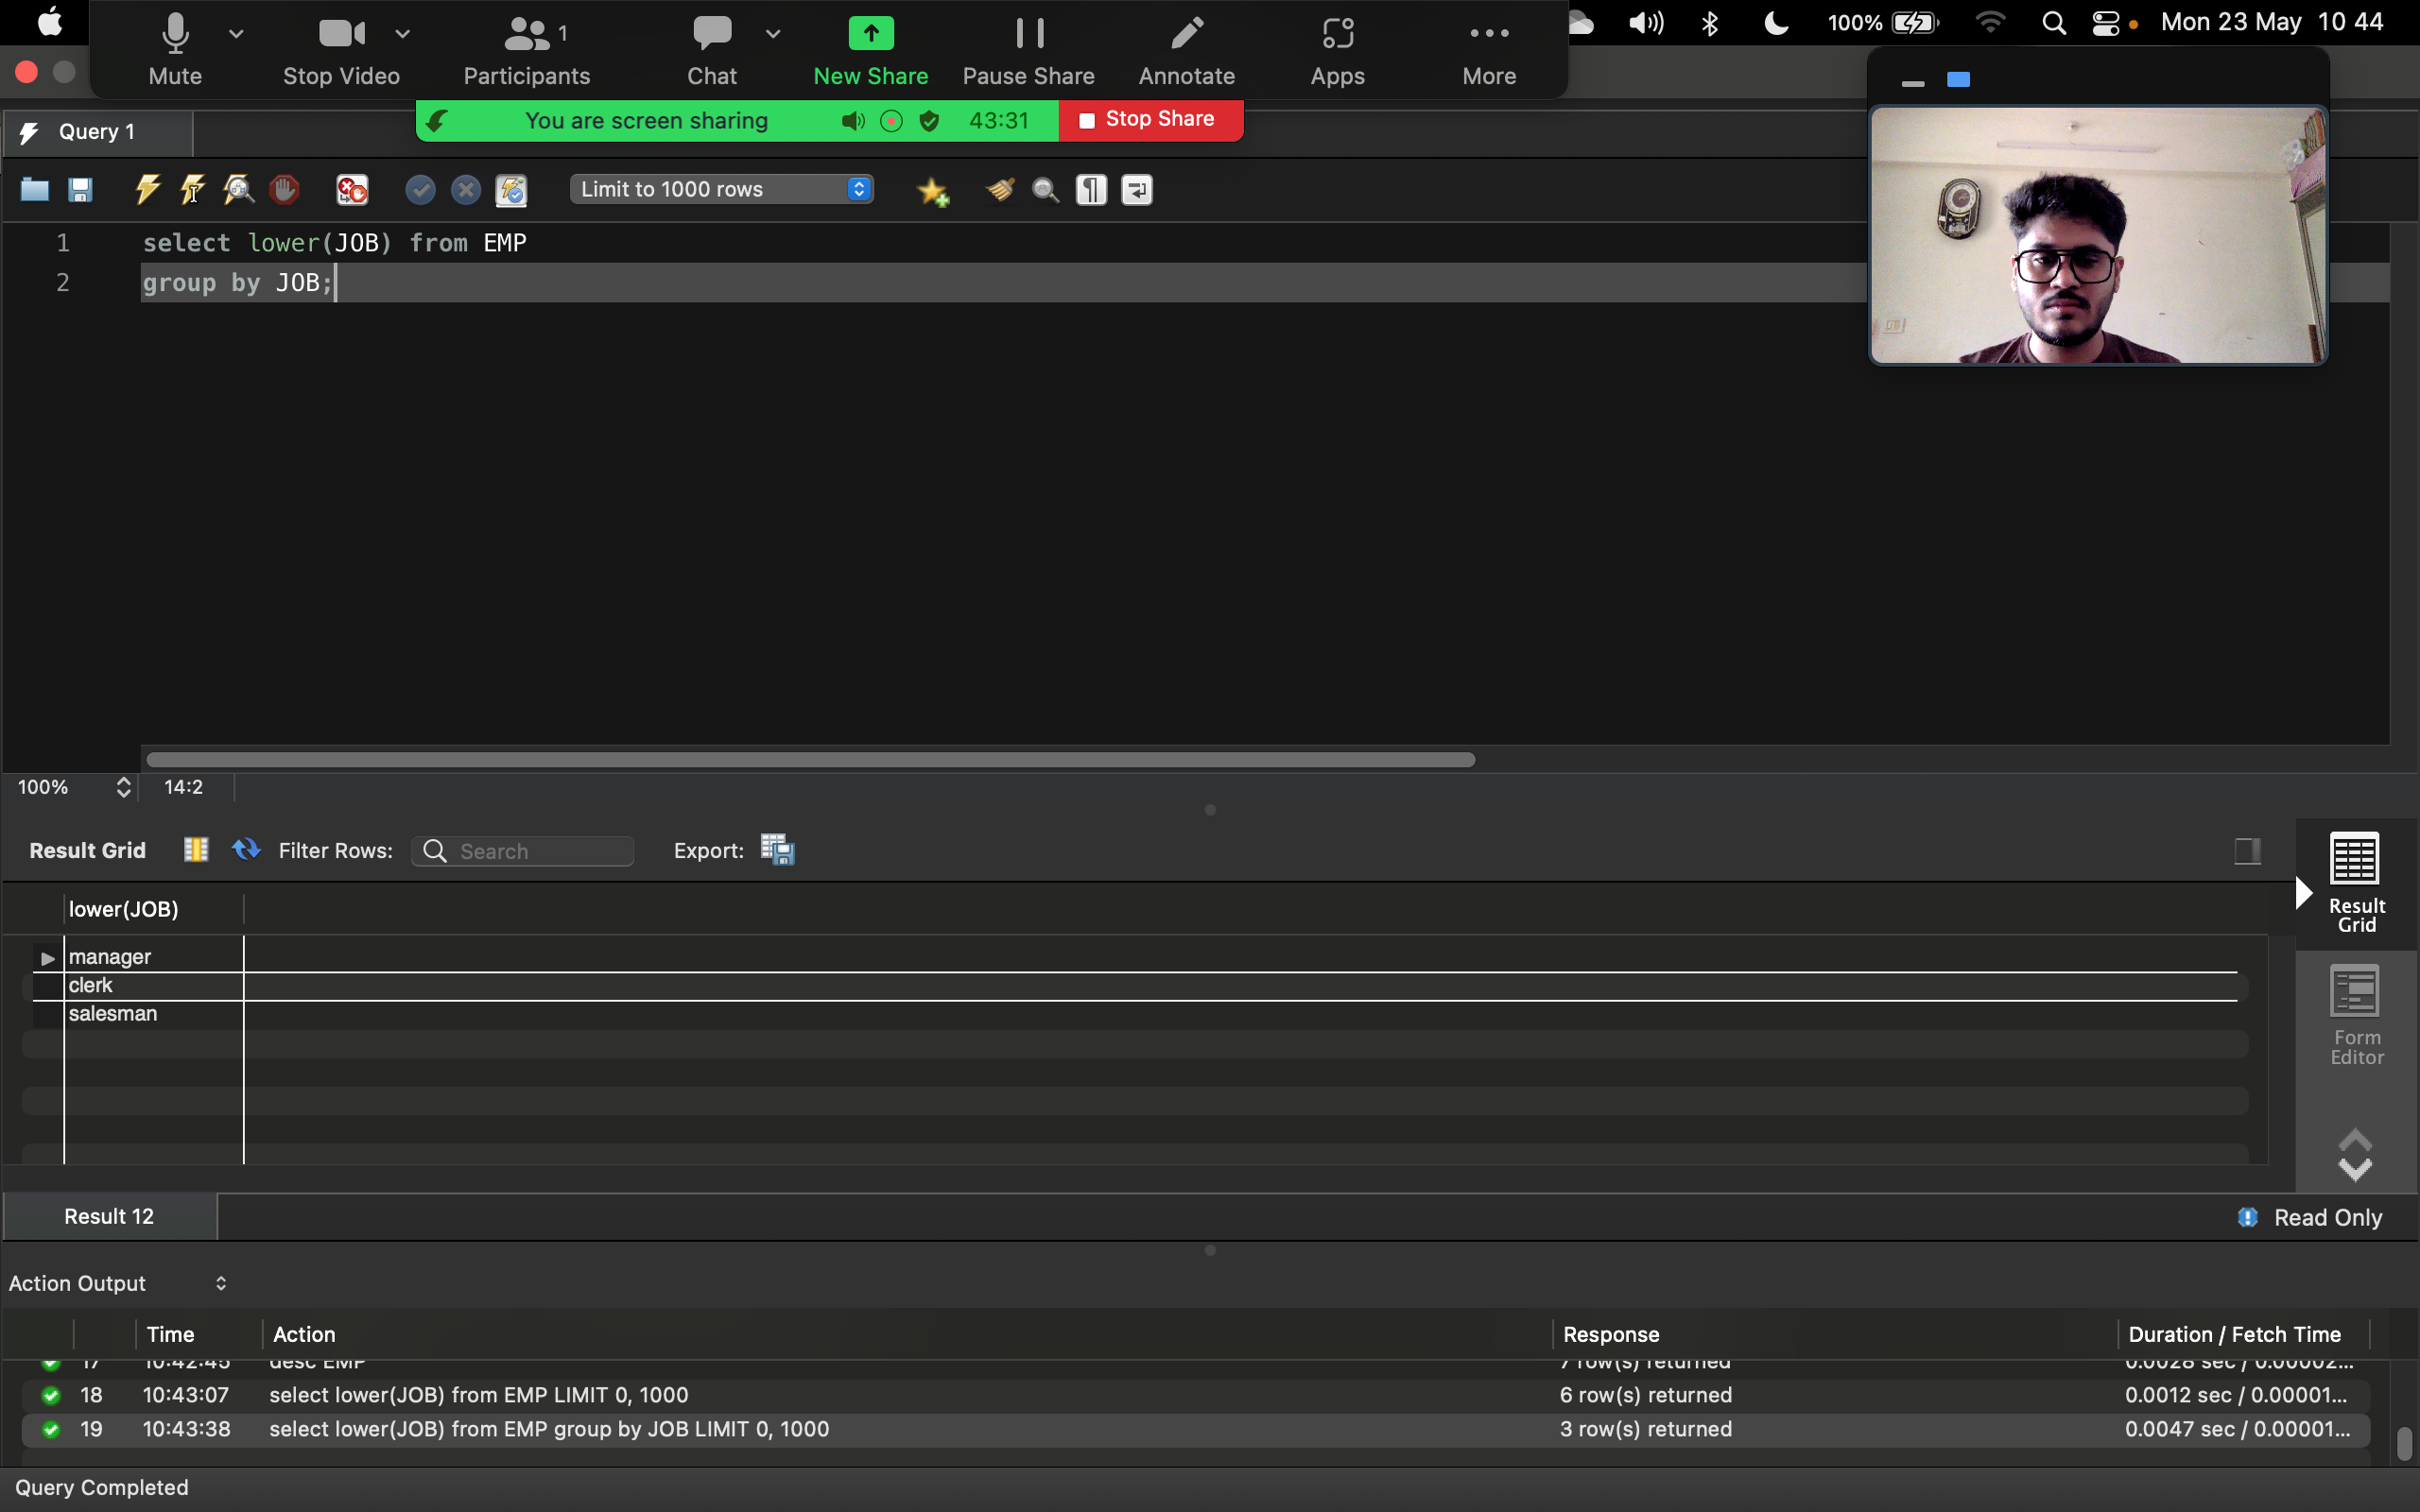 100% Mon 23 May 10 44
Mute Stop Video Participants 1 Chat New Share Pause Share Annotate Apps More
You are screen sharing 43:31 Stop Share
Query 1
Limit to 1000 rows
1 select lower(JOB) from EMP
2 group by JOB;
100% 14:2
Result Grid Filter Rows: Search Export:
lower(JOB)
manager
clerk
salesman
Result
Grid
Form
Editor
Result 12 Read Only
Action Output
Time Action Response Duration / Fetch Time
17 10:42:45 desc EMP 7 row(s) returned 0.0028 sec / 0.00002...
18 10:43:07 select lower(JOB) from EMP LIMIT 0, 1000 6 row(s) returned 0.0012 sec / 0.00001...
19 10:43:38 select lower(JOB) from EMP group by JOB LIMIT 0, 1000 3 row(s) returned 0.0047 sec / 0.00001...
Query Completed